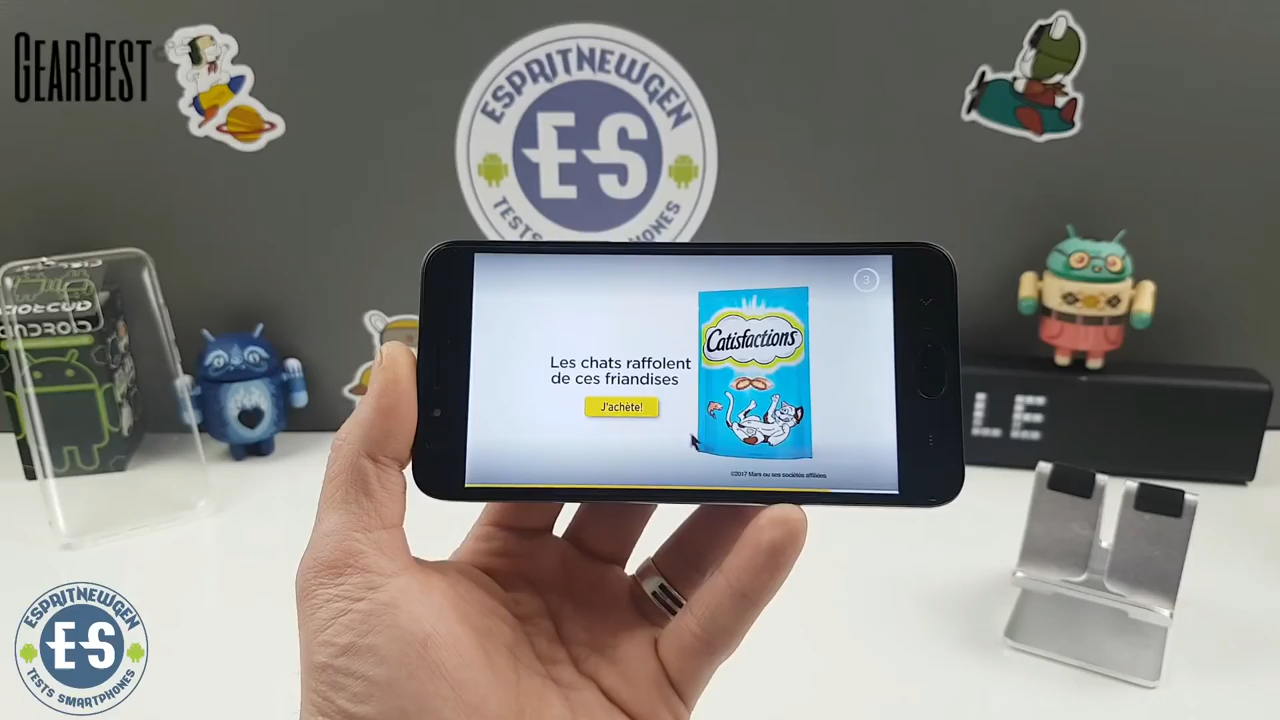 GEARBEST
ESPRITNEWGEN
ES
TESTS
ANDROID
3
Catisfactions
Les chats raffolent
de ces friandises
J'achète!
©2017 Mars ou ses sociétés affiliées
LE
ESPRITNEWGEN
ES
TESTS SMARTPHONES